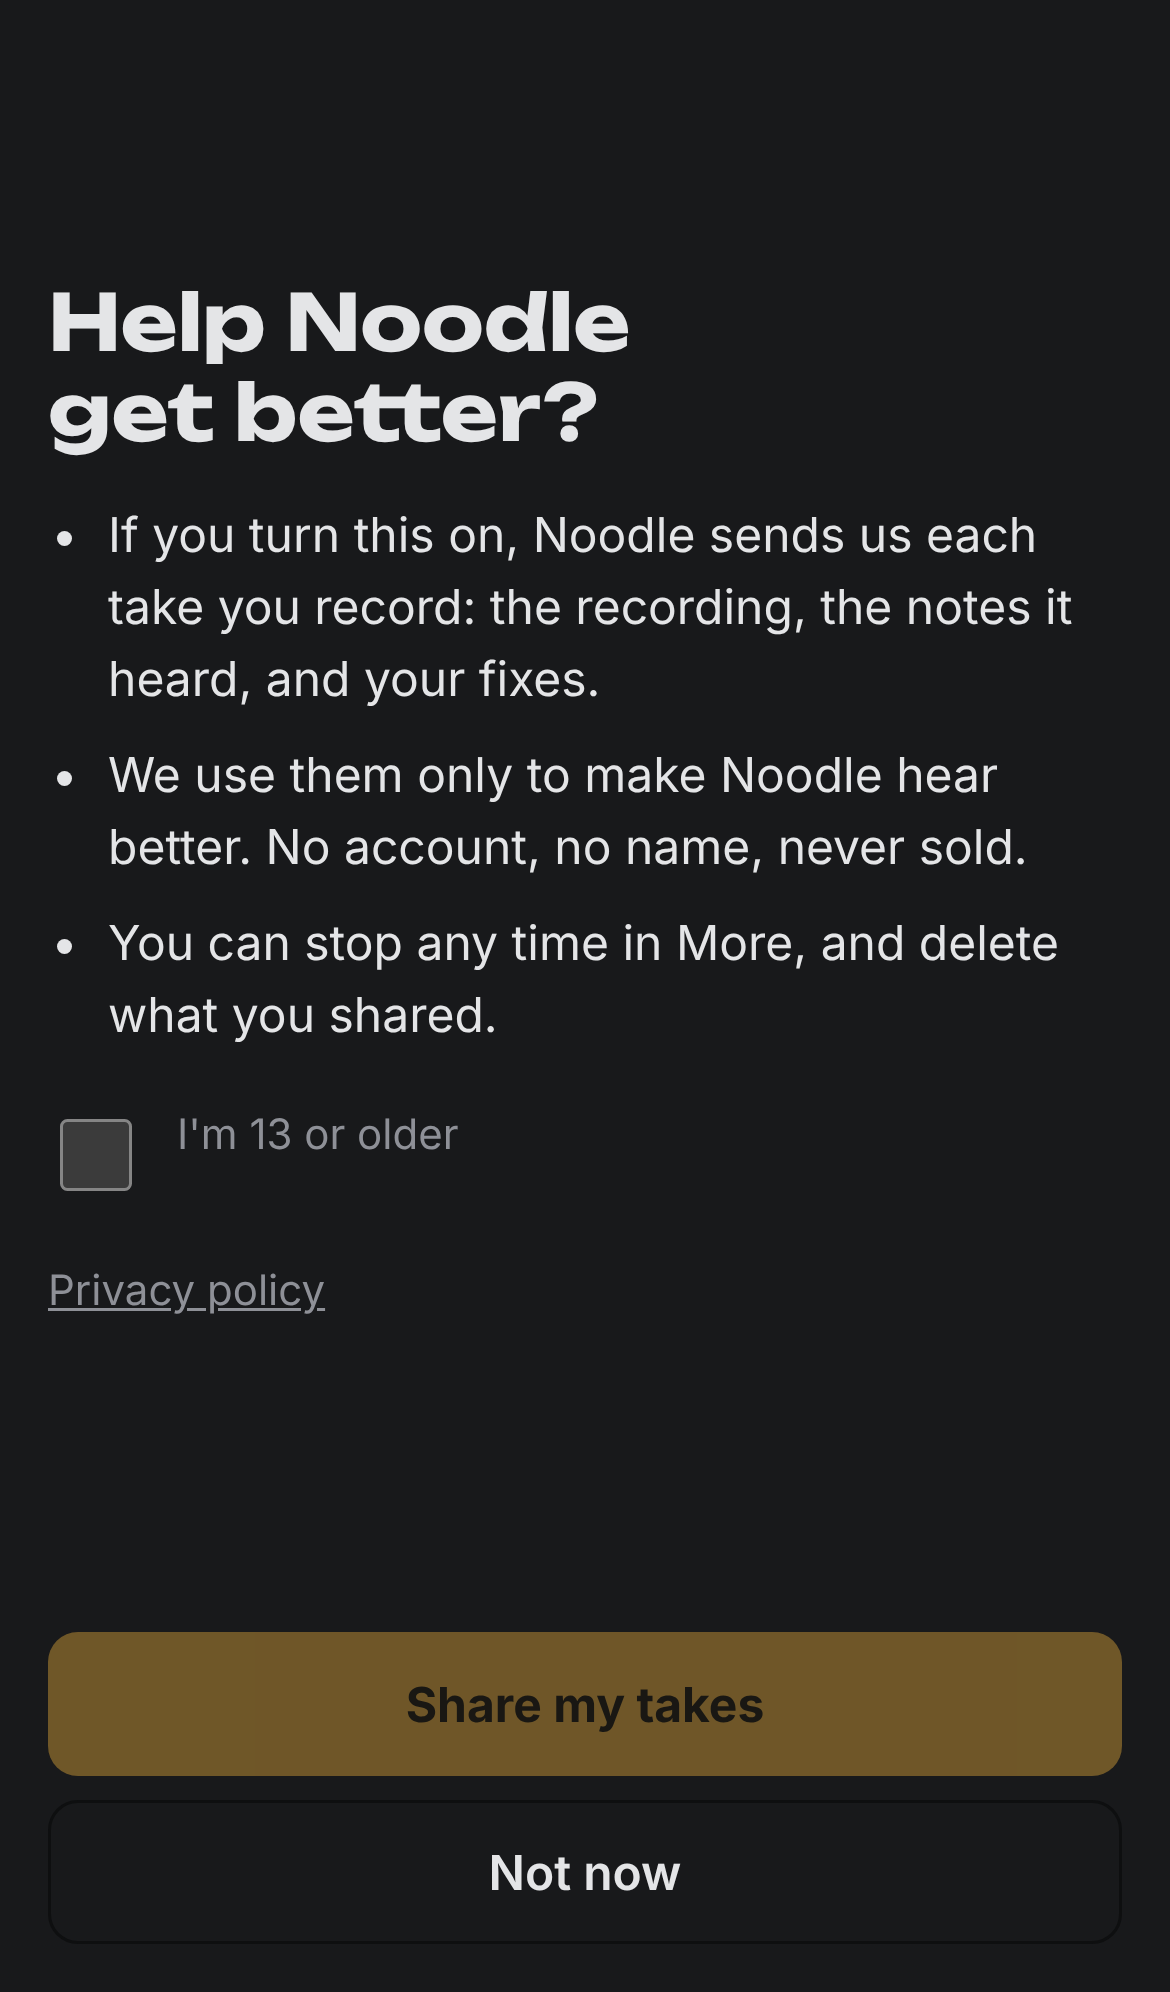 Help Noodle
get better?
• If you turn this on, Noodle sends us each
take you record: the recording, the notes it
heard, and your fixes.
• We use them only to make Noodle hear
better. No account, no name, never sold.
• You can stop any time in More, and delete
what you shared.
I'm 13 or older
Privacy policy
Share my takes
Not now